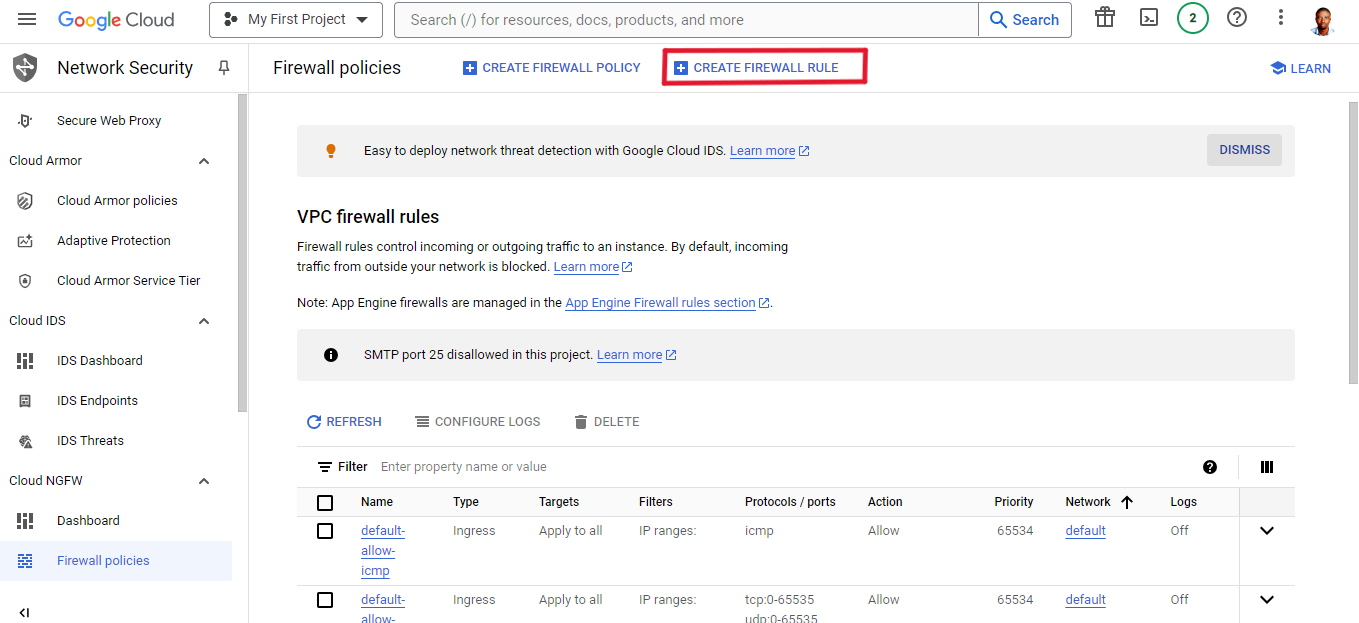 Google Cloud
My First Project
Search (/) for resources, docs, products, and more
Search
2
Network Security
Firewall policies
CREATE FIREWALL POLICY
CREATE FIREWALL RULE
LEARN
Secure Web Proxy
Cloud Armor
Cloud Armor policies
Adaptive Protection
Cloud Armor Service Tier
Cloud IDS
IDS Dashboard
IDS Endpoints
IDS Threats
Cloud NGFW
Dashboard
Firewall policies
Easy to deploy network threat detection with Google Cloud IDS. Learn more
DISMISS
VPC firewall rules
Firewall rules control incoming or outgoing traffic to an instance. By default, incoming
traffic from outside your network is blocked. Learn more
Note: App Engine firewalls are managed in the App Engine Firewall rules section.
SMTP port 25 disallowed in this project. Learn more
REFRESH
CONFIGURE LOGS
DELETE
Filter Enter property name or value
Name Type Targets Filters Protocols / ports Action Priority Network Logs
default- Ingress Apply to all IP ranges: icmp Allow 65534 default Off
allow-
icmp
default- Ingress Apply to all IP ranges: tcp:0-65535 Allow 65534 default Off
allow- udp:0-65535